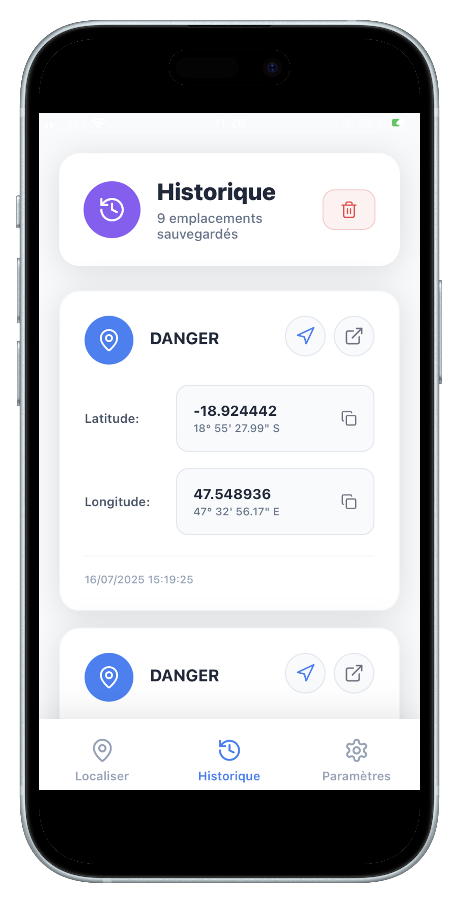 Historique
9 emplacements
sauvegardés
DANGER
Latitude:
-18.924442
18° 55' 27.99" S
Longitude:
47.548936
47° 32' 56.17" E
16/07/2025 15:19:25
DANGER
Localiser
Historique
Paramètres